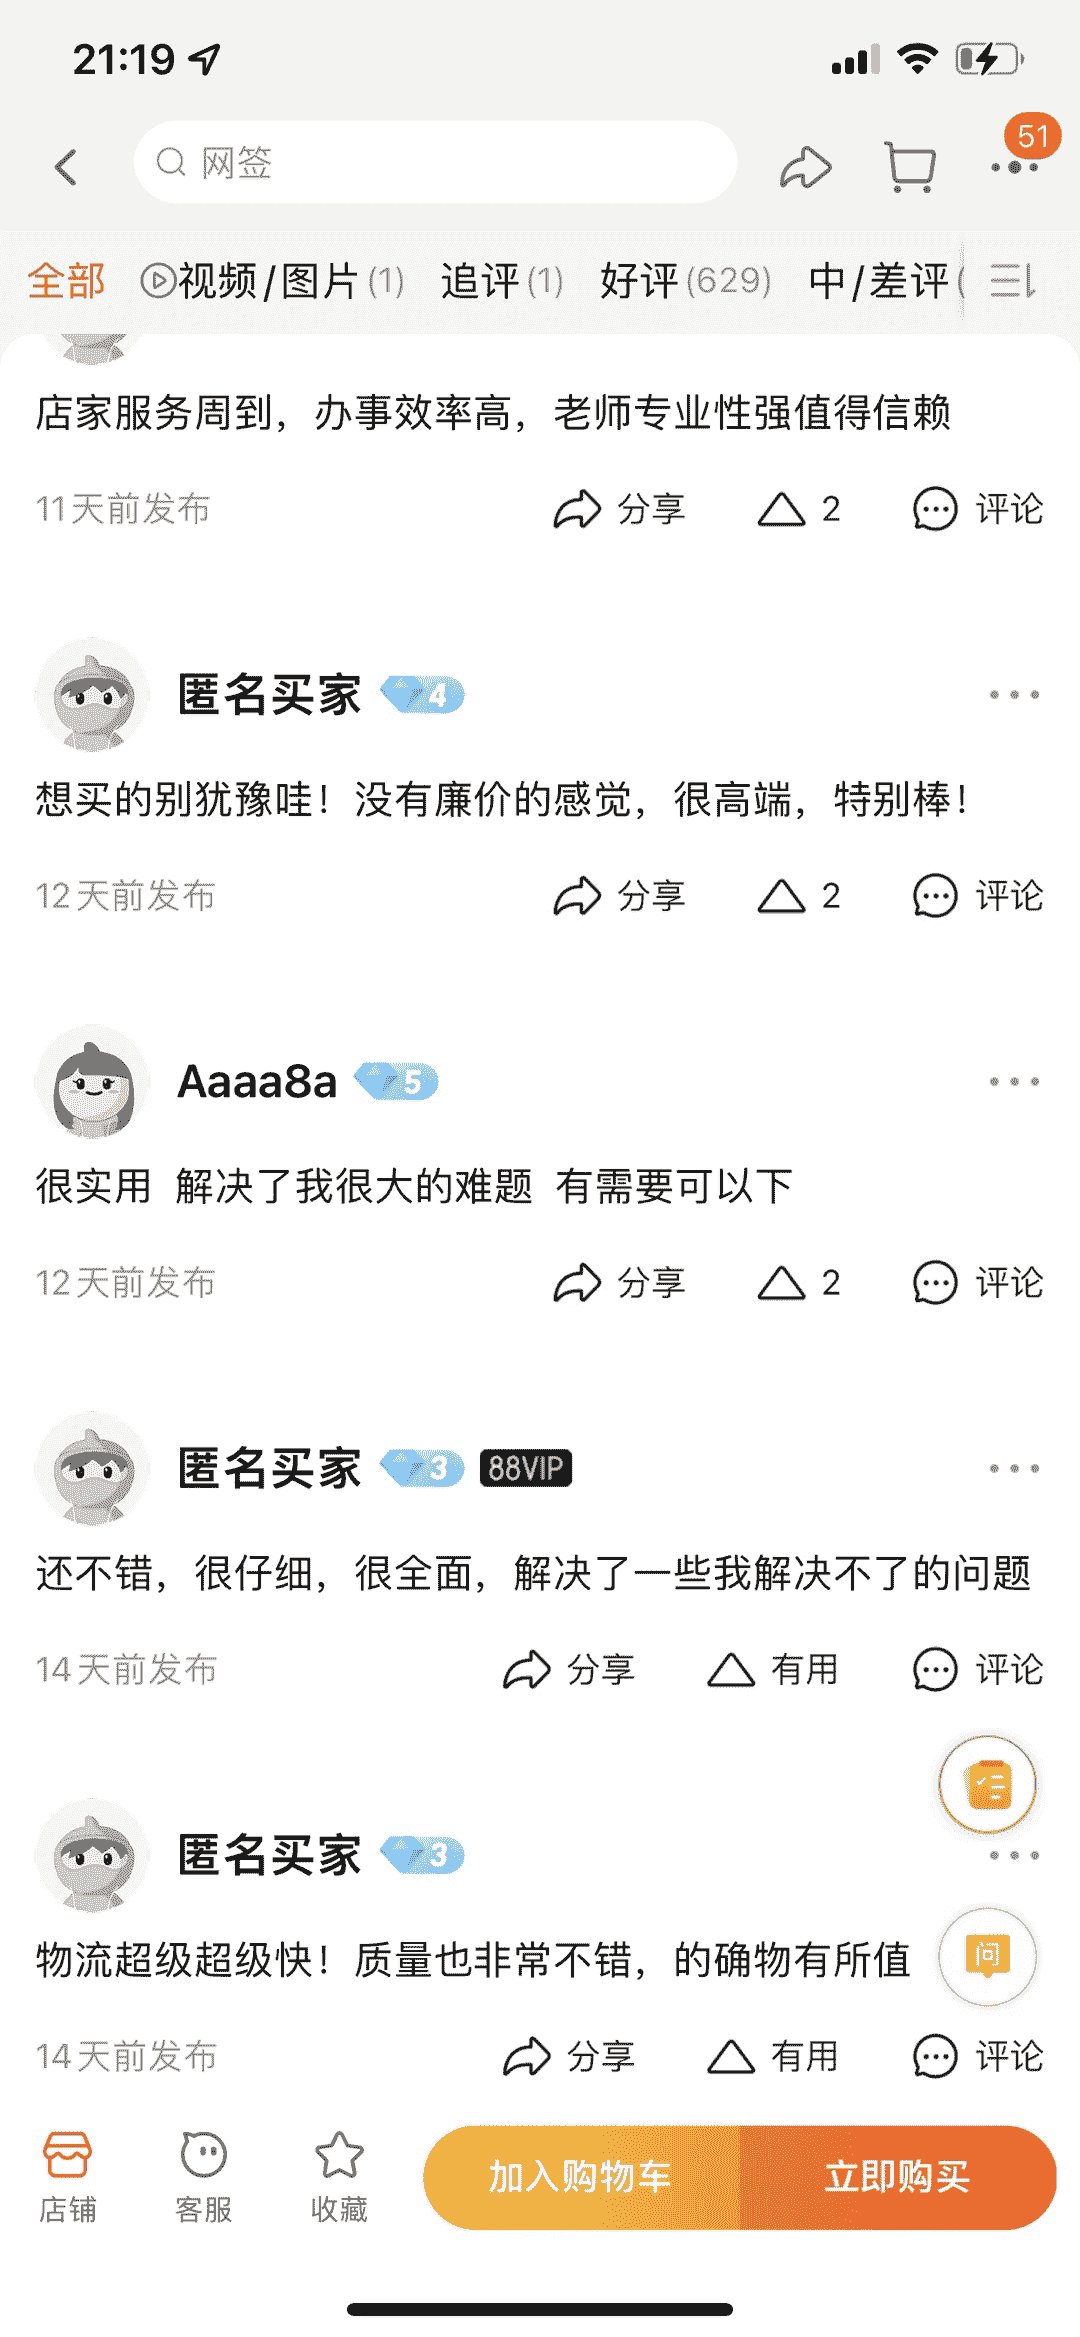 21:19
网签
51
全部 视频/图片(1) 追评(1) 好评(629) 中/差评(
店家服务周到，办事效率高，老师专业性强值得信赖
11天前发布 分享 2 评论
匿名买家 4
想买的别犹豫哇！没有廉价的感觉，很高端，特别棒！
12天前发布 分享 2 评论
Aaaa8a 5
很实用 解决了我很大的难题 有需要可以下
12天前发布 分享 2 评论
匿名买家 3 88VIP
还不错，很仔细，很全面，解决了一些我解决不了的问题
14天前发布 分享 有用 评论
匿名买家 3
物流超级超级快！质量也非常不错，的确物有所值
问
14天前发布 分享 有用 评论
店铺 客服 收藏 加入购物车 立即购买